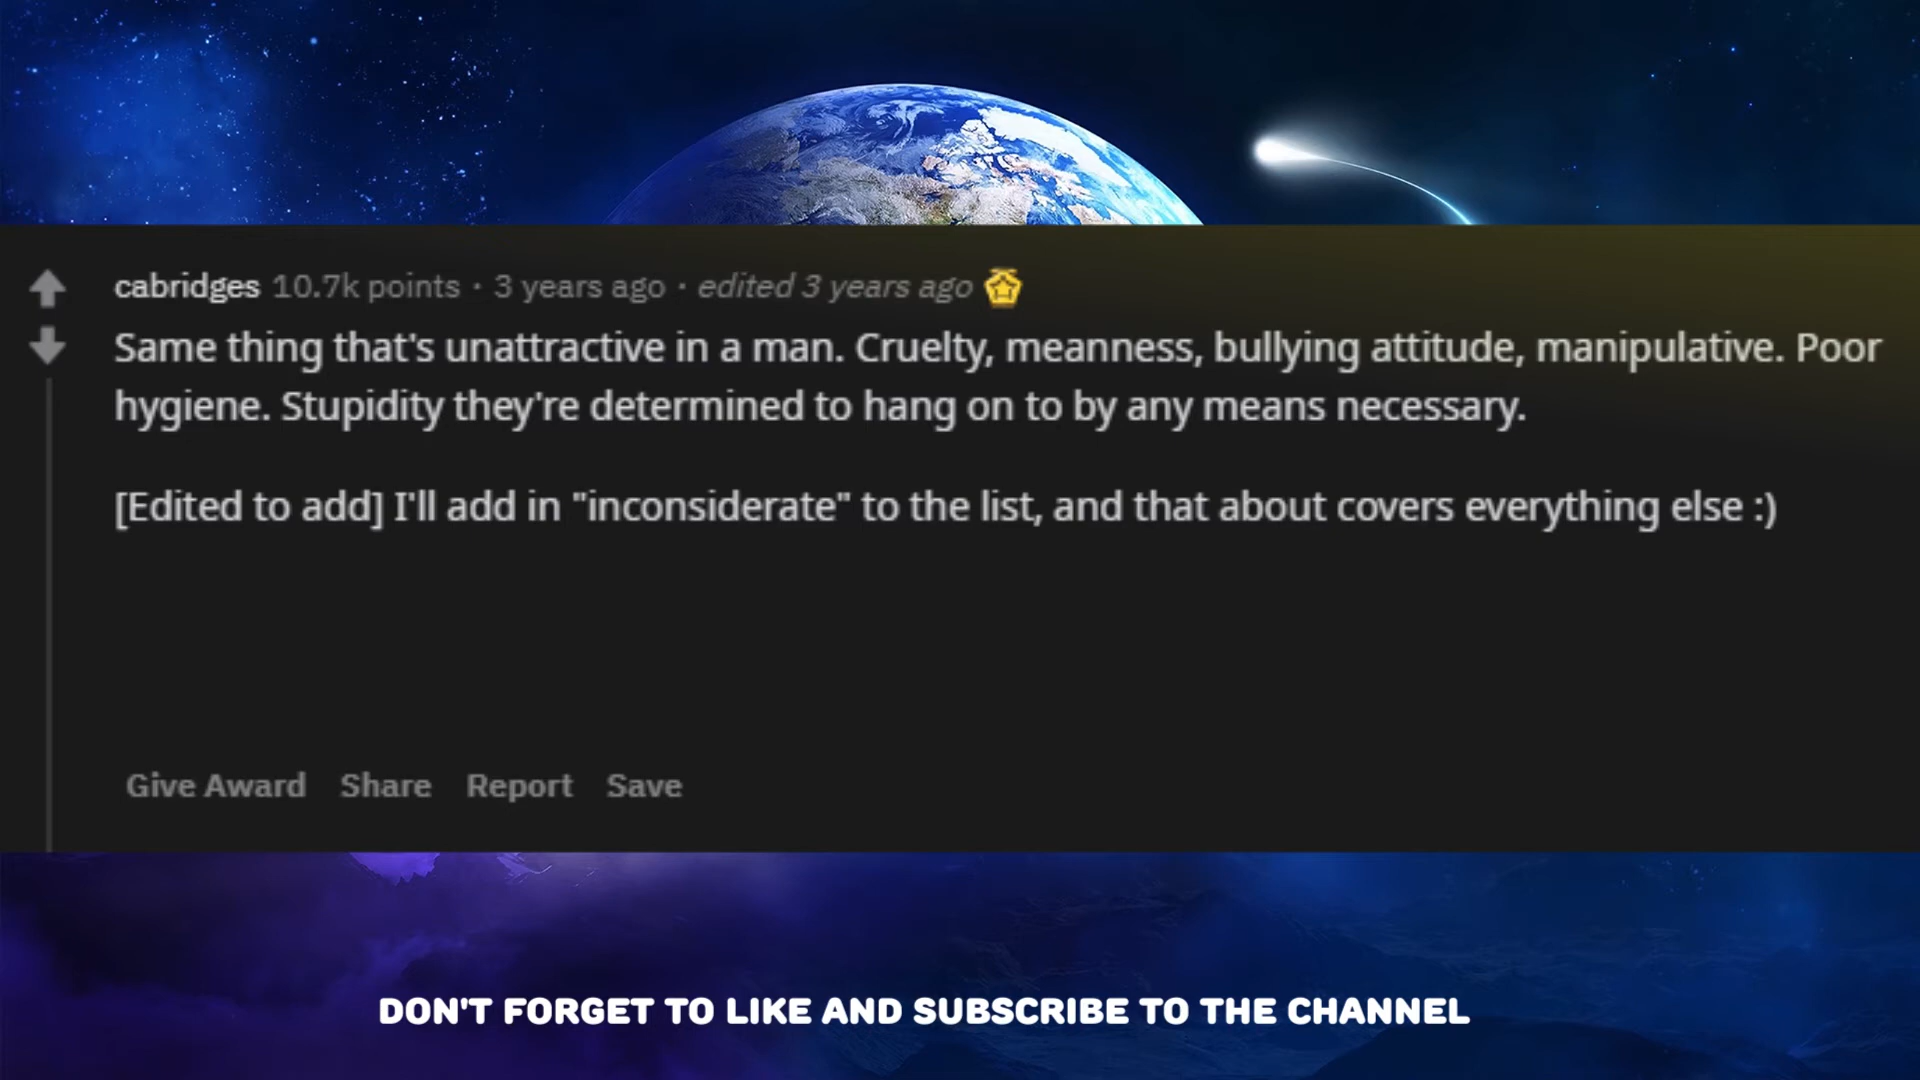 cabridges 10.7k points · 3 years ago · edited 3 years ago
Same thing that's unattractive in a man. Cruelty, meanness, bullying attitude, manipulative. Poor
hygiene. Stupidity they're determined to hang on to by any means necessary.
[Edited to add] I'll add in "inconsiderate" to the list, and that about covers everything else :)
Give Award Share Report Save
DON'T FORGET TO LIKE AND SUBSCRIBE TO THE CHANNEL